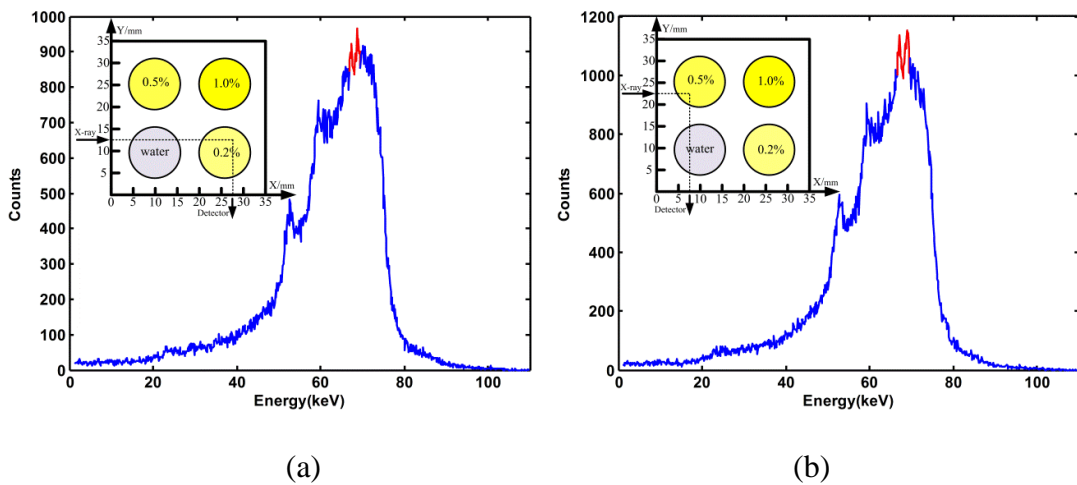 1000
900
800
700
600
500
400
300
200
100
0
0 20 40 60 80 100
Counts
Energy(keV)
Y/mm
35
30
25
20
15
10
5
0 5 10 15 20 25 30 35
X/mm
X-ray
Detector
0.5% 1.0%
water 0.2%
(a)
1200
1000
800
600
400
200
0
0 20 40 60 80 100
Counts
Energy(keV)
Y/mm
35
30
25
20
15
10
5
0 5 10 15 20 25 30 35
X/mm
X-ray
Detector
0.5% 1.0%
water 0.2%
(b)